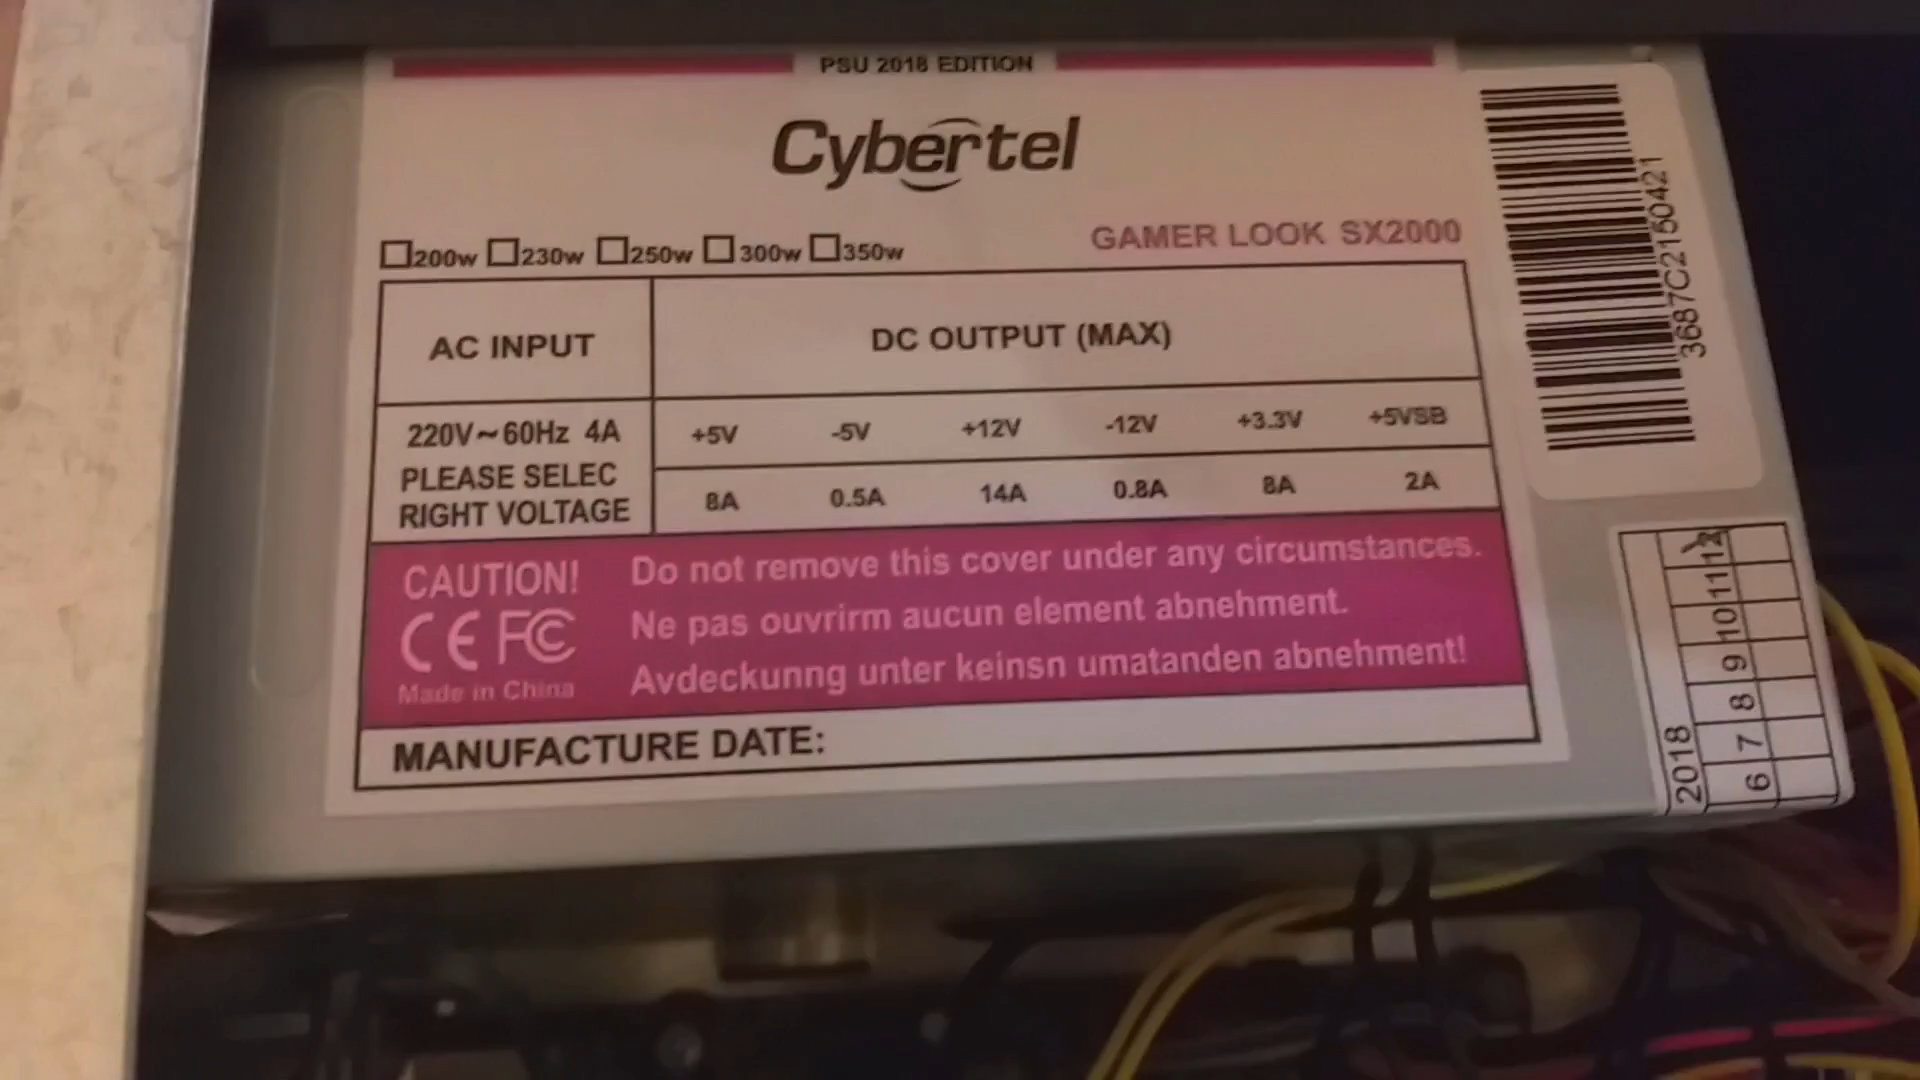 PSU 2018 EDITION
Cybertel
200w 230w 250w 300w 350w
GAMER LOOK SX2000
AC INPUT
DC OUTPUT (MAX)
220V~60Hz 4A
PLEASE SELEC
RIGHT VOLTAGE
+5V -5V +12V -12V +3.3V +5VSB
8A 0.5A 14A 0.8A 8A 2A
CAUTION!
CE FC
Made in China
Do not remove this cover under any circumstances.
Ne pas ouvrirm aucun element abnehment.
Avdeckunng unter keinsn umatanden abnehment!
MANUFACTURE DATE:
3687C2150421
2018
6 7 8 9 10 11 12